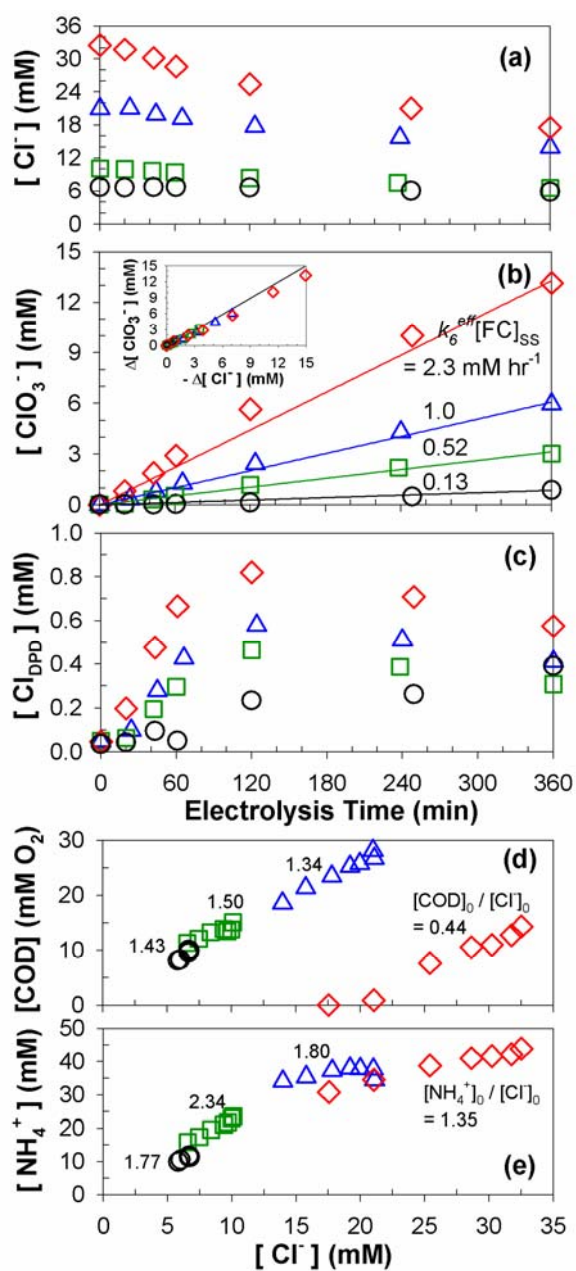 36
30
24
18
12
6
0
[ Cl⁻ ] (mM)
(a)
15
12
9
6
3
0
[ ClO₃⁻ ] (mM)
(b)
15
12
9
6
3
0
Δ[ ClO₃⁻ ] (mM)
0 3 6 9 12 15
- Δ[ Cl⁻ ] (mM)
k₆ᵉᶠᶠ[FC]SS
= 2.3 mM hr⁻¹
1.0
0.52
0.13
1.0
0.8
0.6
0.4
0.2
0.0
[ ClDPD ] (mM)
(c)
0 60 120 180 240 300 360
Electrolysis Time (min)
30
20
10
0
[COD] (mM O₂)
(d)
1.34
1.50
1.43
[COD]₀ / [Cl⁻]₀
= 0.44
50
40
30
20
10
0
[ NH₄⁺ ] (mM)
1.80
2.34
1.77
[NH₄⁺]₀ / [Cl⁻]₀
= 1.35
(e)
0 5 10 15 20 25 30 35
[ Cl⁻ ] (mM)